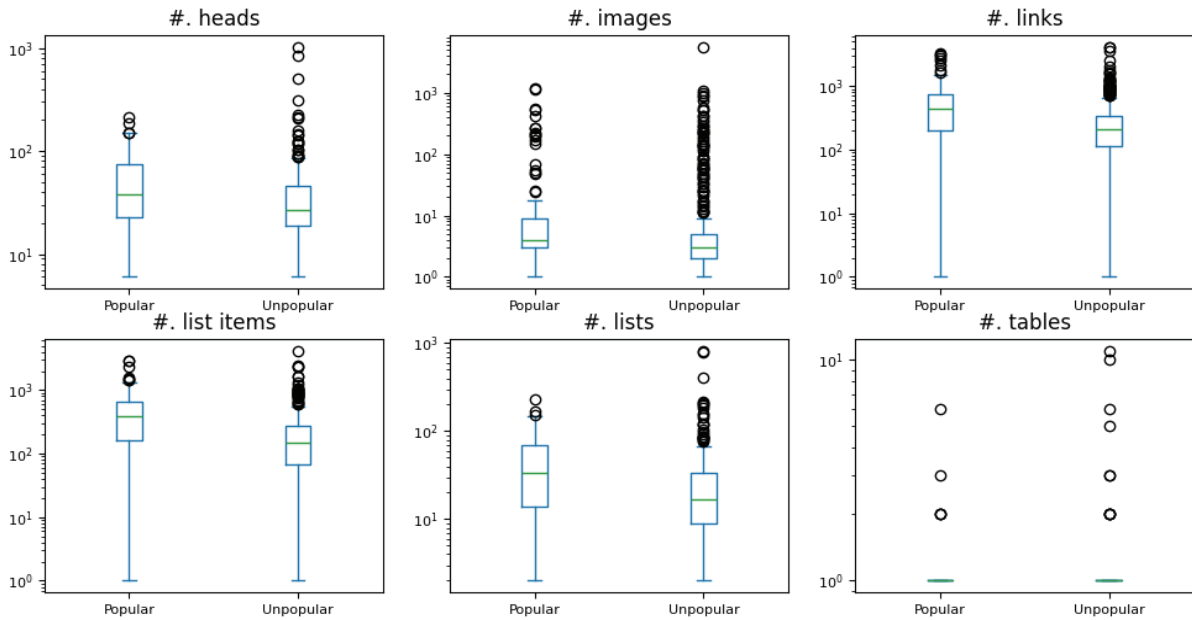 #. heads
#. images
#. links
10³
10²
10¹
Popular
Unpopular
10³
10²
10¹
10⁰
Popular
Unpopular
10³
10²
10¹
10⁰
Popular
Unpopular
#. list items
#. lists
#. tables
10³
10²
10¹
10⁰
Popular
Unpopular
10³
10²
10¹
Popular
Unpopular
10¹
10⁰
Popular
Unpopular